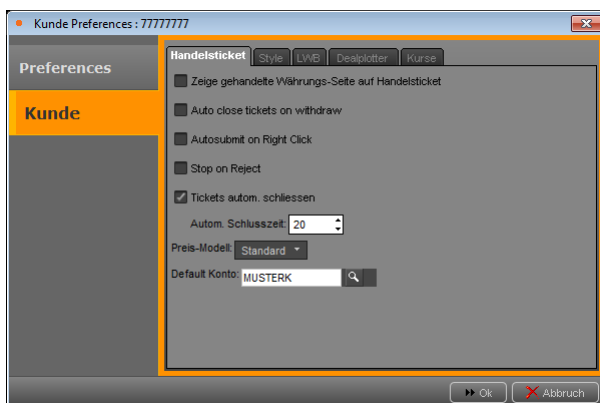 Kunde Preferences : 77777777
Preferences
Kunde
Handelsticket Style LWB Dealplotter Kurse
Zeige gehandelte Währungs-Seite auf Handelsticket
Auto close tickets on withdraw
Autosubmit on Right Click
Stop on Reject
Tickets autom. schliessen
Autom. Schlusszeit: 20
Preis-Modell: Standard
Default Konto: MUSTERK
Ok Abbruch